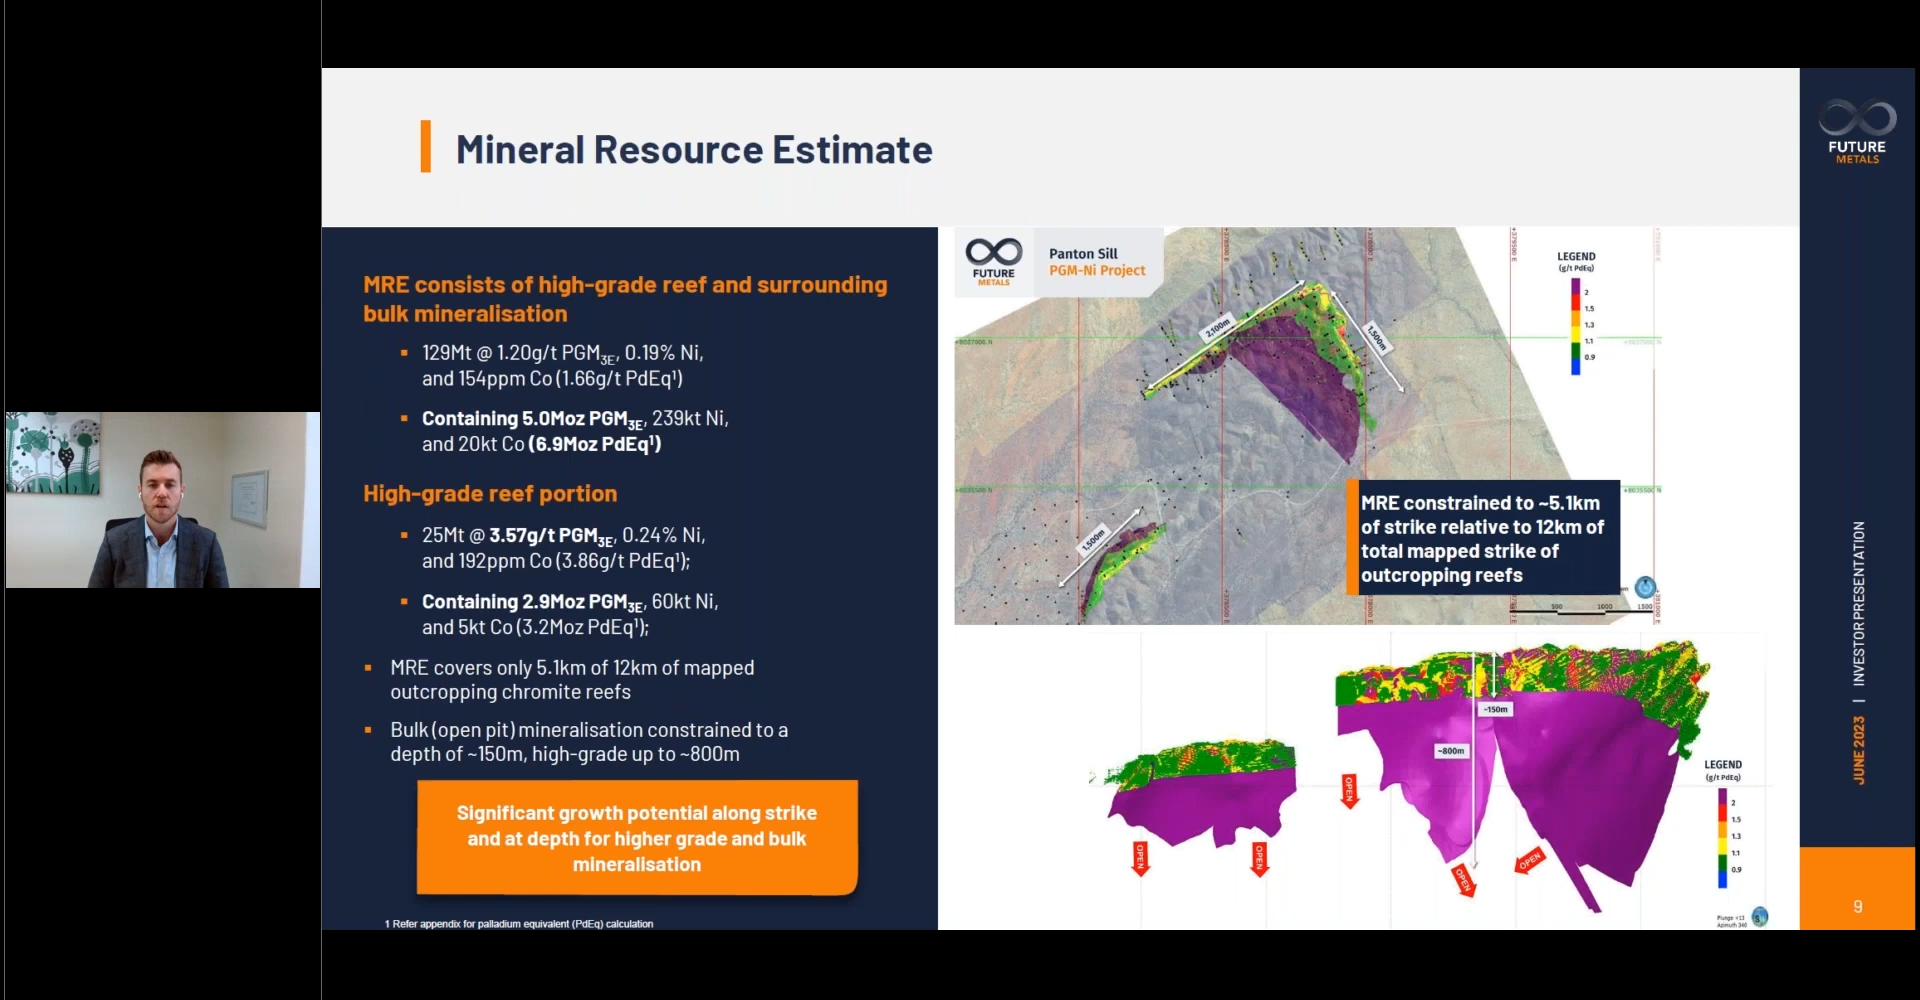 Mineral Resource Estimate
FUTURE
METALS
MRE consists of high-grade reef and surrounding
bulk mineralisation
129Mt @ 1.20g/t PGM3E, 0.19% Ni,
and 154ppm Co (1.66g/t PdEq¹)
Containing 5.0Moz PGM3E, 239kt Ni,
and 20kt Co (6.9Moz PdEq¹)
High-grade reef portion
25Mt @ 3.57g/t PGM3E, 0.24% Ni,
and 192ppm Co (3.86g/t PdEq¹);
Containing 2.9Moz PGM3E, 60kt Ni,
and 5kt Co (3.2Moz PdEq¹);
MRE covers only 5.1km of 12km of mapped
outcropping chromite reefs
Bulk (open pit) mineralisation constrained to a
depth of ~150m, high-grade up to ~800m
Significant growth potential along strike
and at depth for higher grade and bulk
mineralisation
1 Refer appendix for palladium equivalent (PdEq) calculation
FUTURE
METALS
Panton Sill
PGM-Ni Project
2,100m
1,500m
1,500m
LEGEND
(g/t PdEq)
2
1.5
1.3
1.1
0.9
MRE constrained to ~5.1km
of strike relative to 12km of
total mapped strike of
outcropping reefs
500
1000
1500
~150m
~800m
OPEN
OPEN
OPEN
OPEN
OPEN
LEGEND
(g/t PdEq)
2
1.5
1.3
1.1
0.9
Plunge +13
Azimuth 340
JUNE 2023 | INVESTOR PRESENTATION
9